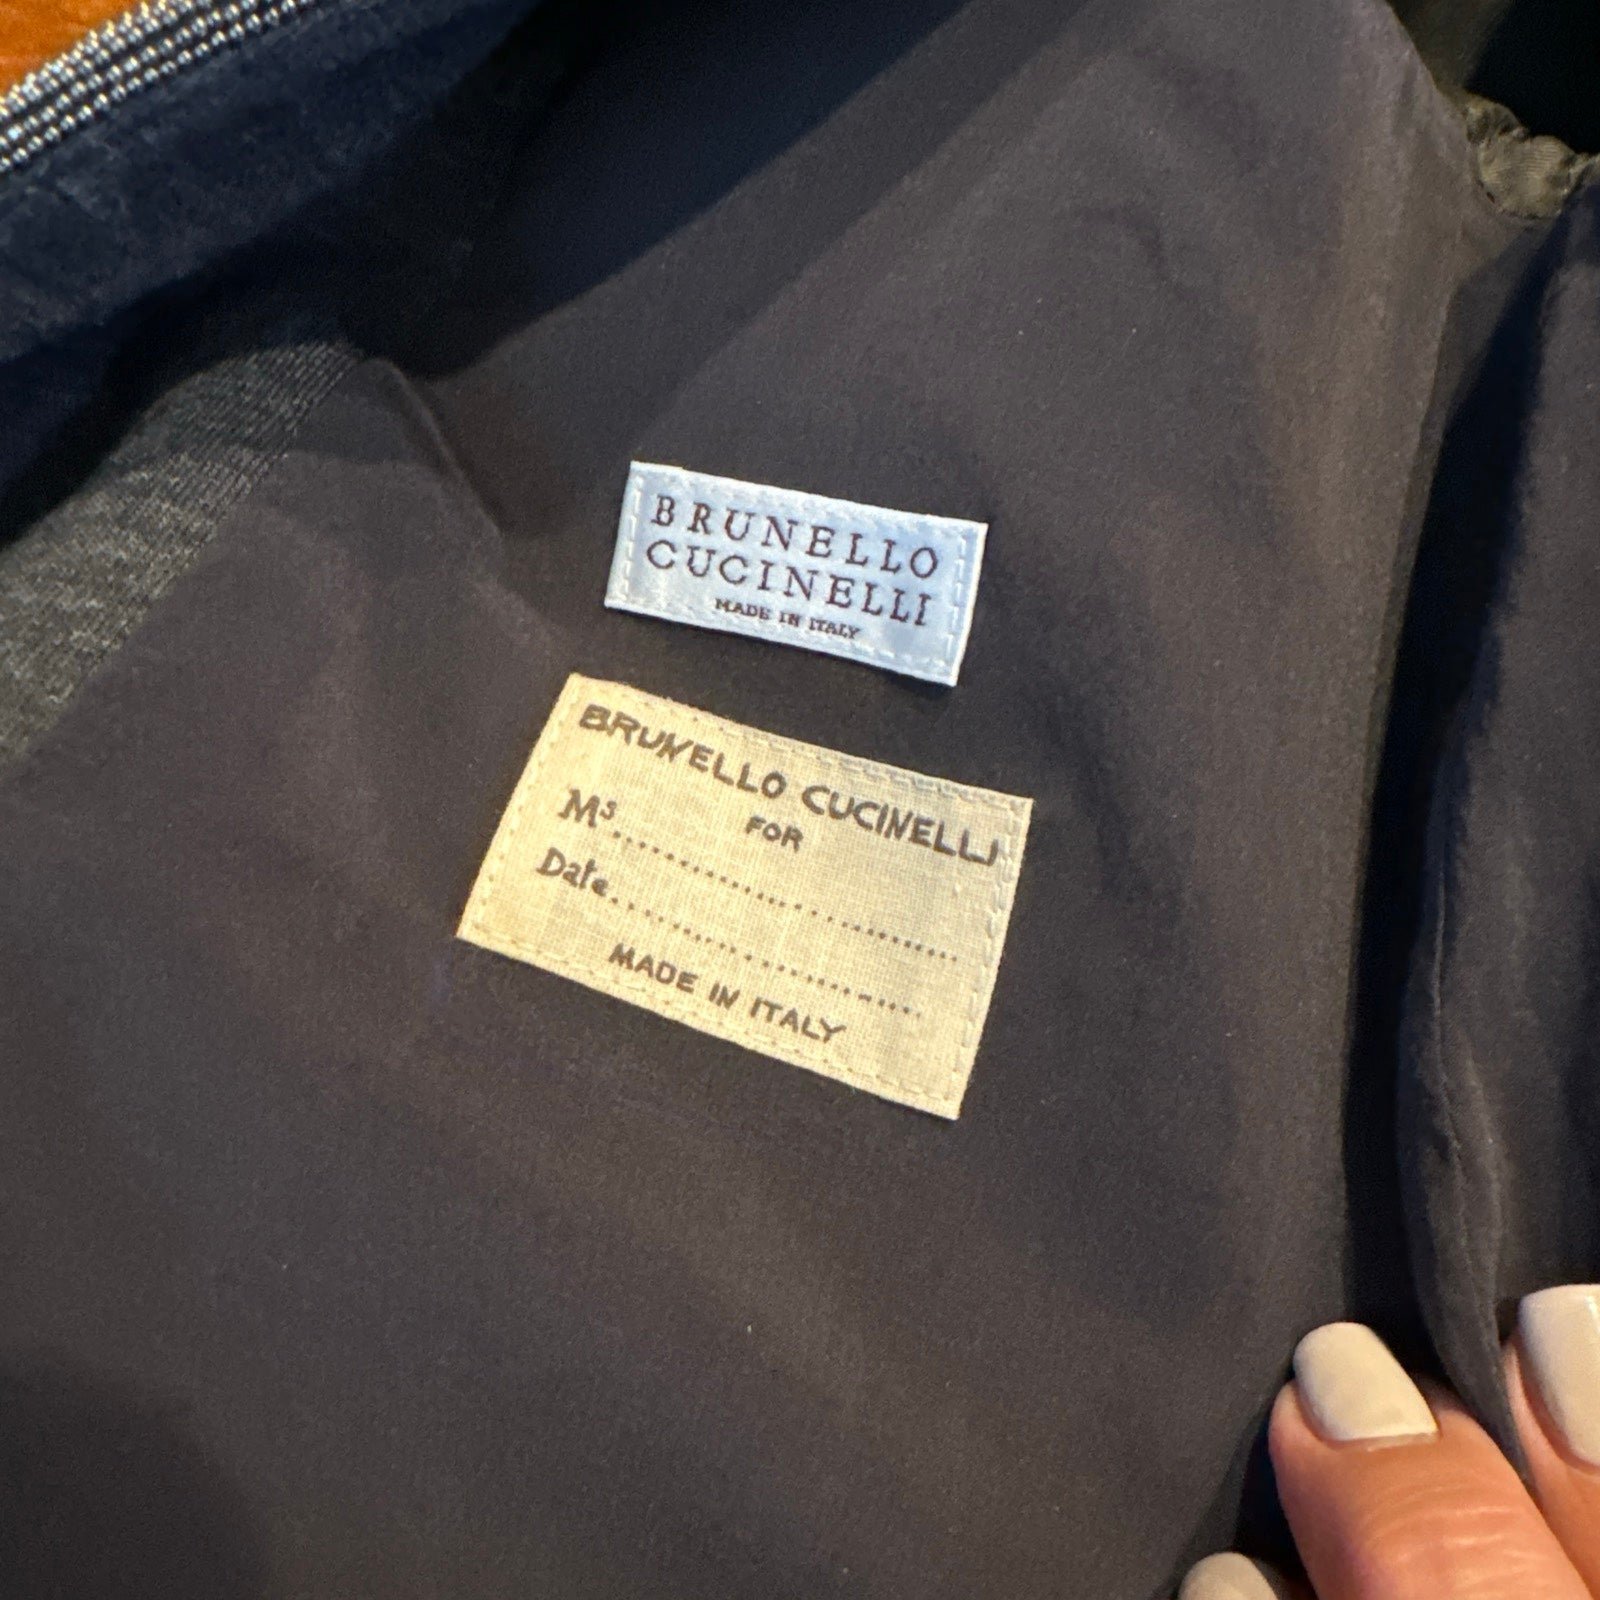 BRUNELLO
CUCINELLI
MADE IN ITALY
BRUNELLO CUCINELLI
FOR
Ms..............................
Date..............................
MADE IN ITALY